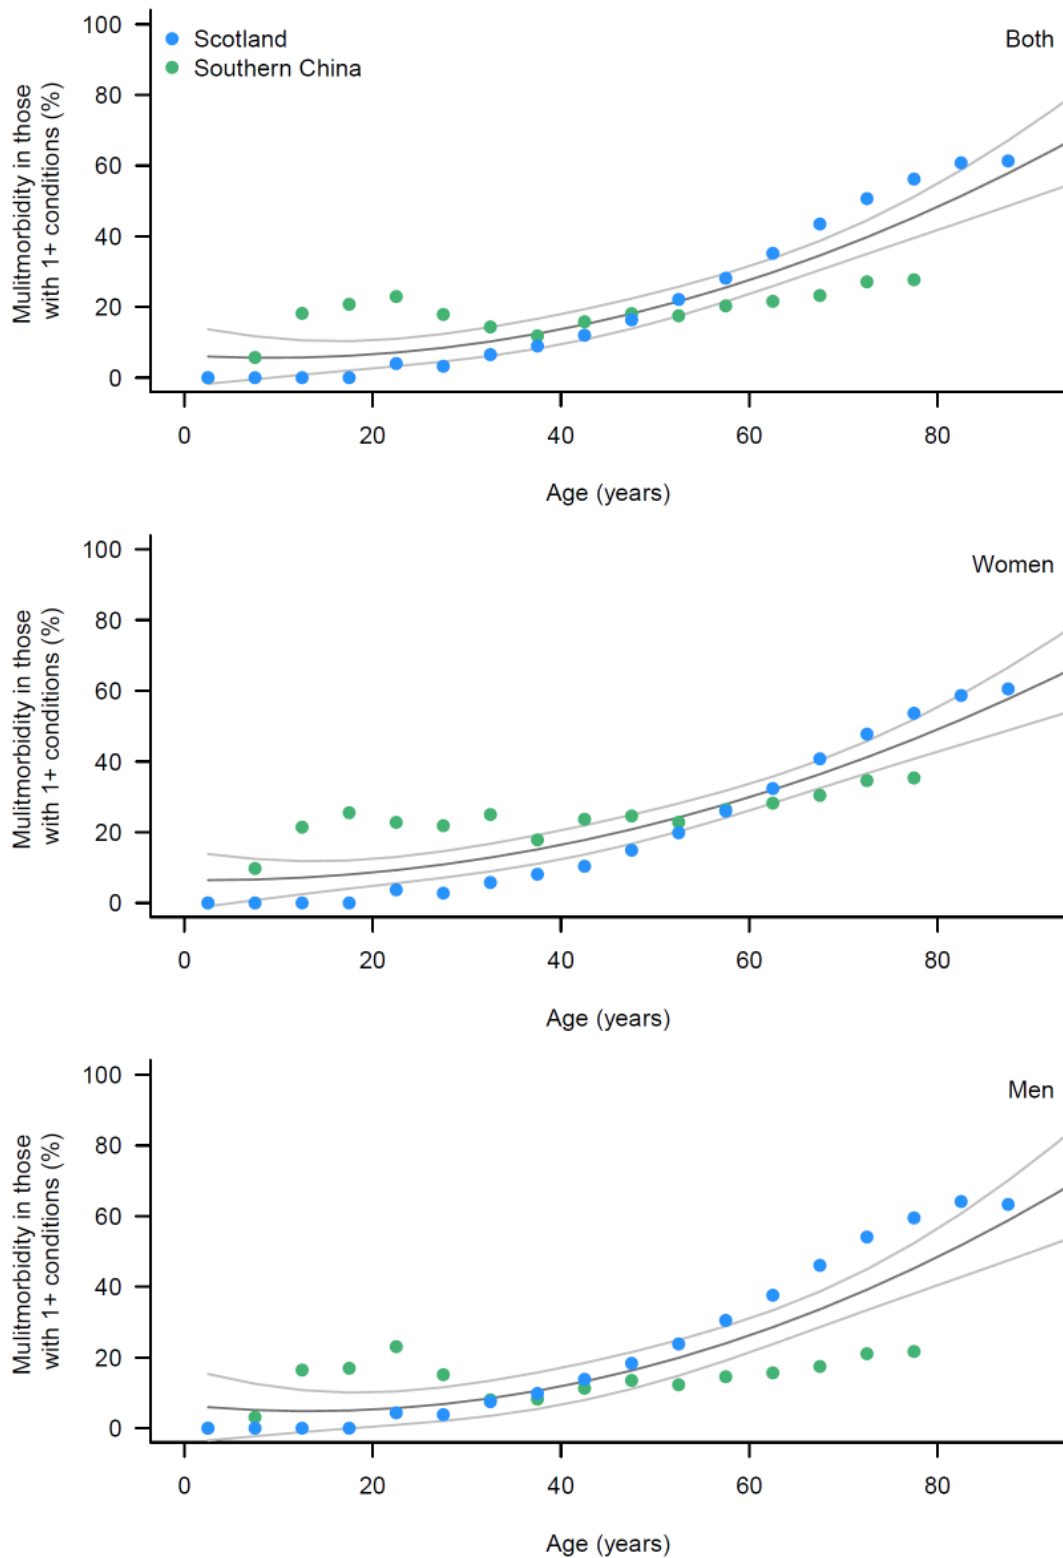 100
80
60
40
20
0
Mulitmorbidity in those
with 1+ conditions (%)
Scotland
Southern China
Both
0 20 40 60 80
Age (years)
100
80
60
40
20
0
Mulitmorbidity in those
with 1+ conditions (%)
Women
0 20 40 60 80
Age (years)
100
80
60
40
20
0
Mulitmorbidity in those
with 1+ conditions (%)
Men
0 20 40 60 80
Age (years)